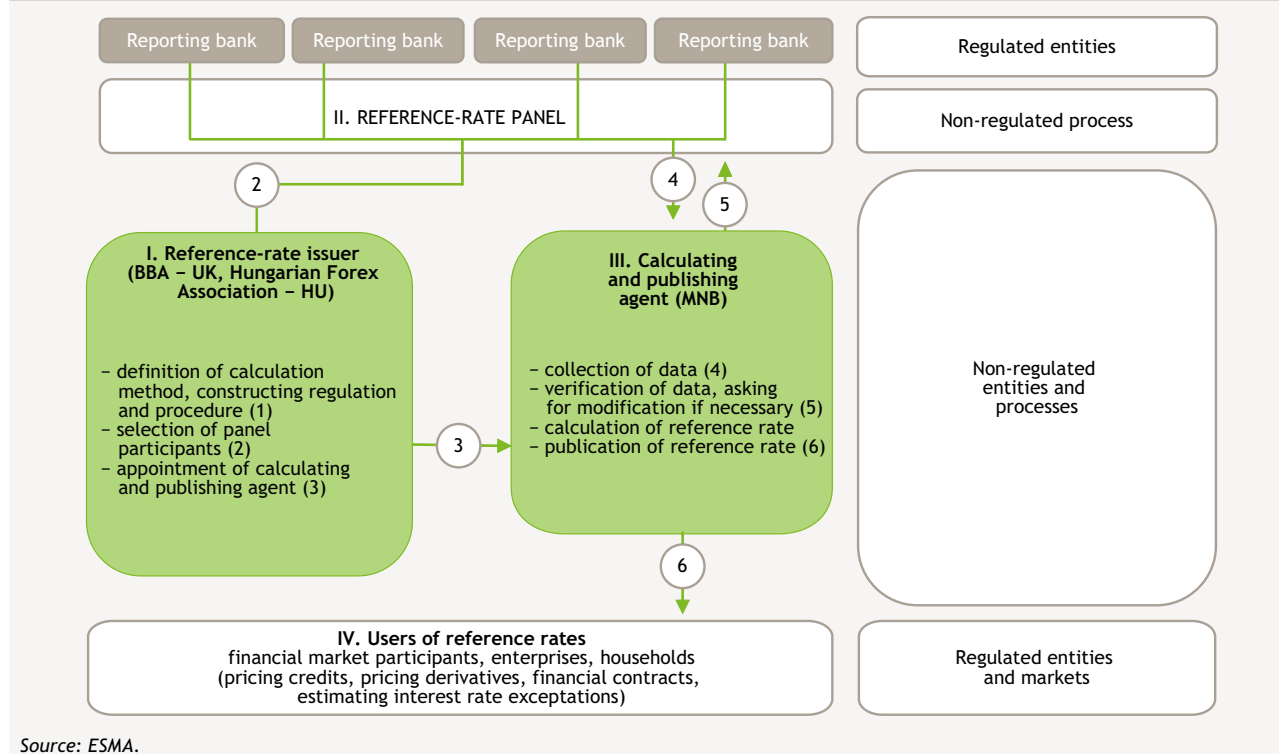 Reporting bank
Reporting bank
Reporting bank
Reporting bank
Regulated entities
II. REFERENCE-RATE PANEL
Non-regulated process
2
4
5
I. Reference-rate issuer
(BBA – UK, Hungarian Forex
Association – HU)
– definition of calculation
method, constructing regulation
and procedure (1)
– selection of panel
participants (2)
– appointment of calculating
and publishing agent (3)
3
III. Calculating
and publishing
agent (MNB)
– collection of data (4)
– verification of data, asking
for modification if necessary (5)
– calculation of reference rate
– publication of reference rate (6)
Non-regulated
entities and
processes
6
IV. Users of reference rates
financial market participants, enterprises, households
(pricing credits, pricing derivatives, financial contracts,
estimating interest rate exceptations)
Regulated entities
and markets
Source: ESMA.